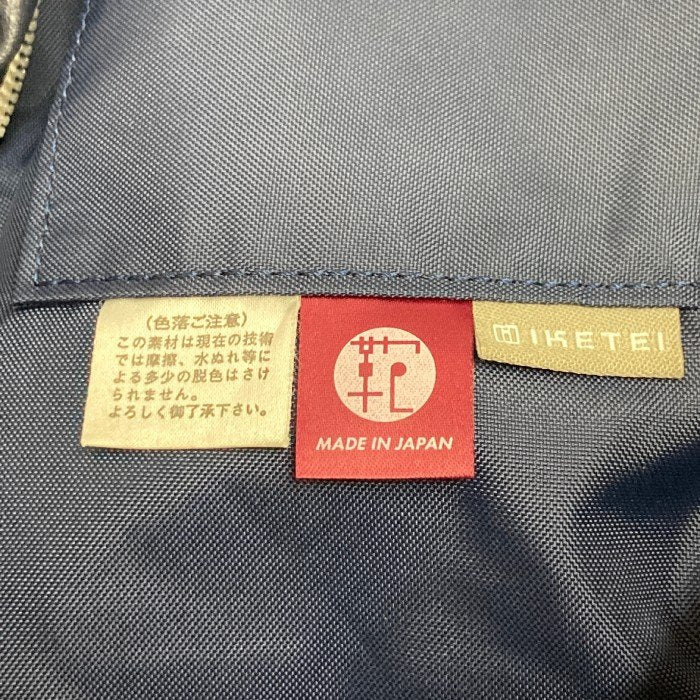 (色落ご注意)
この素材は現在の技術
では摩擦、水ぬれ等に
よる多少の脱色はさけ
られません。
よろしく御了承下さい。
MADE IN JAPAN
IKETEI